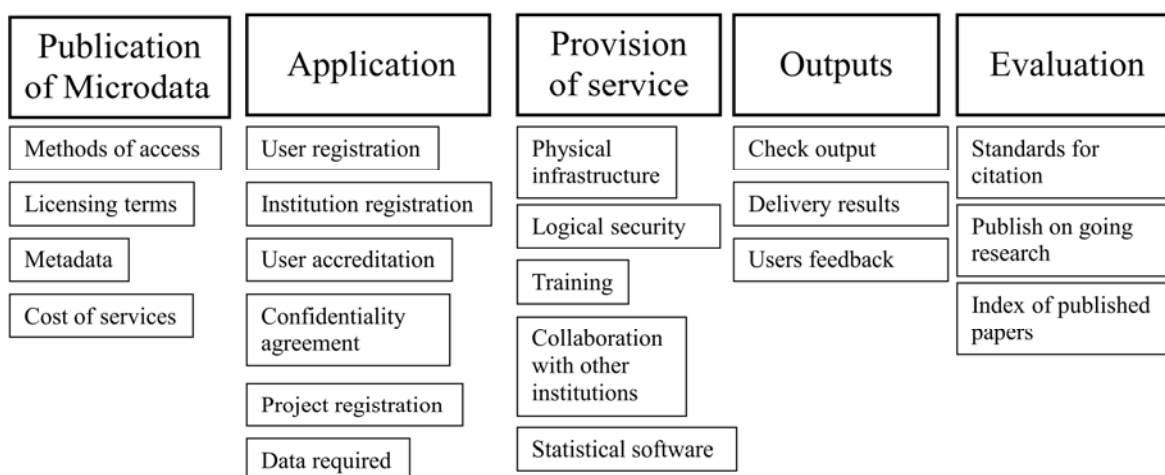 Publication
of Microdata
Methods of access
Licensing terms
Metadata
Cost of services
Application
User registration
Institution registration
User accreditation
Confidentiality
agreement
Project registration
Data required
Provision
of service
Physical
infrastructure
Logical security
Training
Collaboration
with other
institutions
Statistical software
Outputs
Check output
Delivery results
Users feedback
Evaluation
Standards for
citation
Publish on going
research
Index of published
papers